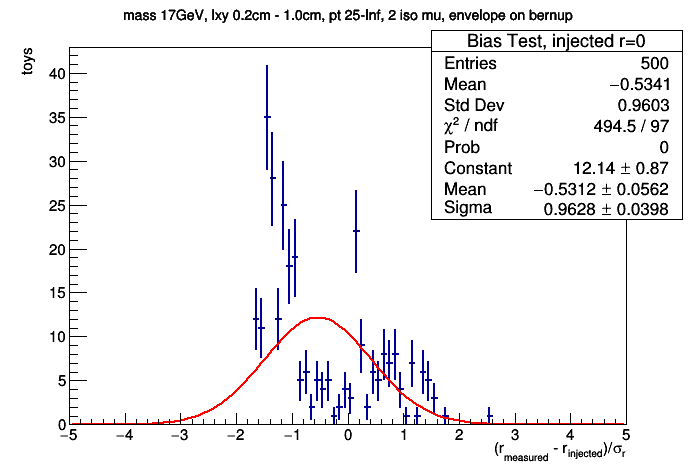 mass 17GeV, lxy 0.2cm - 1.0cm, pt 25-Inf, 2 iso mu, envelope on bernup
Bias Test, injected r=0
Entries 500
Mean −0.5341
Std Dev 0.9603
χ² / ndf 494.5 / 97
Prob 0
Constant 12.14 ± 0.87
Mean −0.5312 ± 0.0562
Sigma 0.9628 ± 0.0398
toys
40
35
30
25
20
15
10
5
0
−5 −4 −3 −2 −1 0 1 2 3 4 5
(r_measured - r_injected)/σ_r